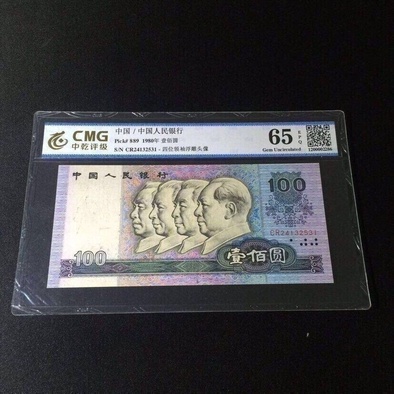 CMG
中乾评级
中国 / 中国人民银行
Pick# 889 1980年 壹佰圆
S/N CR24132531 - 四位领袖浮雕头像
65 EPQ
Gem Uncirculated
中国人民银行
100
CR24132531
壹佰圆
100